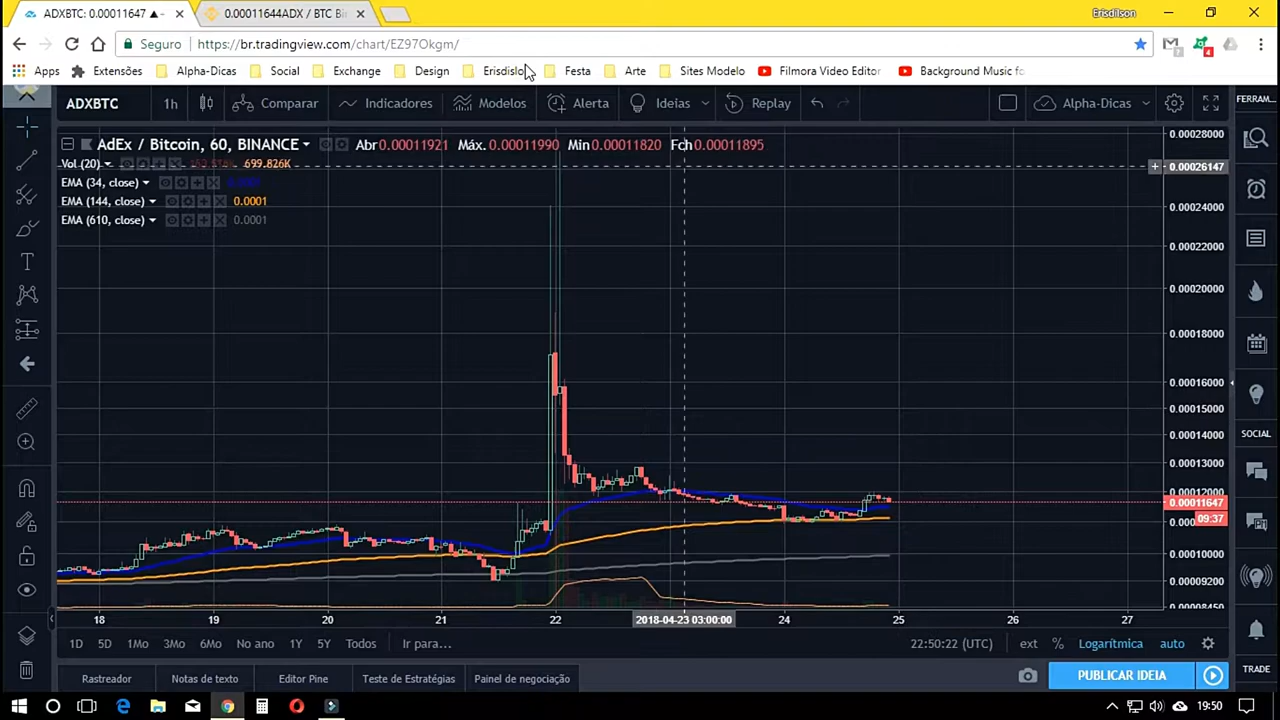 ADXBTC: 0.00011647 ▲
0.00011644ADX / BTC Bi
Erisdilson
Seguro
https://br.tradingview.com/chart/EZ97Okgm/
Apps
Extensões
Alpha-Dicas
Social
Exchange
Design
Erisdislo
Festa
Arte
Sites Modelo
Filmora Video Editor
Background Music fo
ADXBTC
1h
Comparar
Indicadores
Modelos
Alerta
Ideias
Replay
Alpha-Dicas
FERRAM...
AdEx / Bitcoin, 60, BINANCE
Abr0.00011921 Máx. 0.00011990 Min0.00011820 Fch0.00011895
Vol (20)
699.826K
EMA (34, close)
EMA (144, close)
0.0001
EMA (610, close)
0.0001
0.00028000
0.00026147
0.00024000
0.00022000
0.00020000
0.00018000
0.00016000
0.00015000
0.00014000
0.00013000
0.00012000
0.00011647
09:37
0.00010000
0.00009200
0.00008450
SOCIAL
18
19
20
21
22
2018-04-23 03:00:00
24
25
26
27
1D
5D
1Mo
3Mo
6Mo
No ano
1Y
5Y
Todos
Ir para...
22:50:22 (UTC)
ext
%
Logarítmica
auto
Rastreador
Notas de texto
Editor Pine
Teste de Estratégias
Painel de negociação
PUBLICAR IDEIA
TRADE
19:50